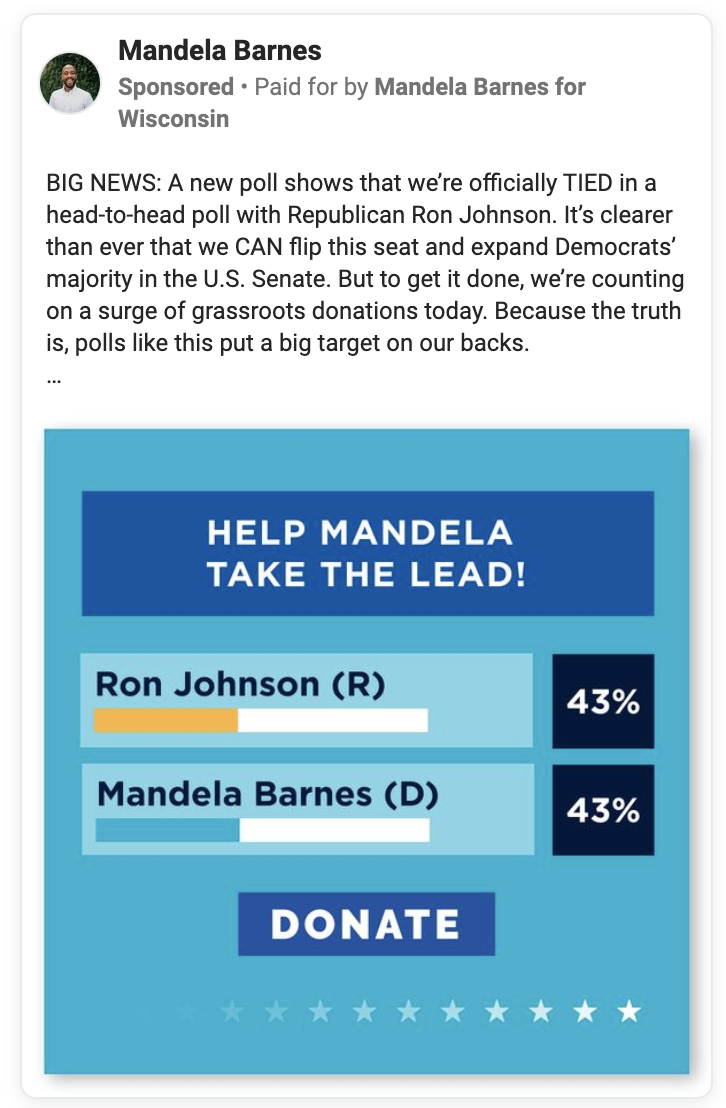 Mandela Barnes
Sponsored • Paid for by Mandela Barnes for
Wisconsin
BIG NEWS: A new poll shows that we’re officially TIED in a
head-to-head poll with Republican Ron Johnson. It’s clearer
than ever that we CAN flip this seat and expand Democrats’
majority in the U.S. Senate. But to get it done, we’re counting
on a surge of grassroots donations today. Because the truth
is, polls like this put a big target on our backs.
...
HELP MANDELA
TAKE THE LEAD!
Ron Johnson (R)
43%
Mandela Barnes (D)
43%
DONATE